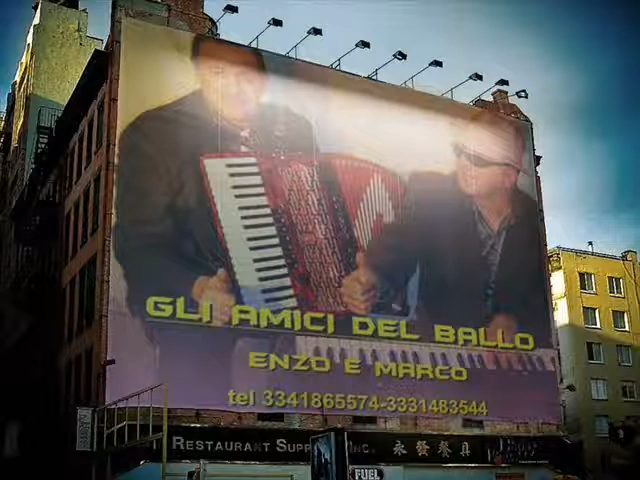 GLI AMICI DEL BALLO
ENZO E MARCO
tel 3341865574-3331483544
RESTAURANT SUPP INC.
永發餐具
FUEL